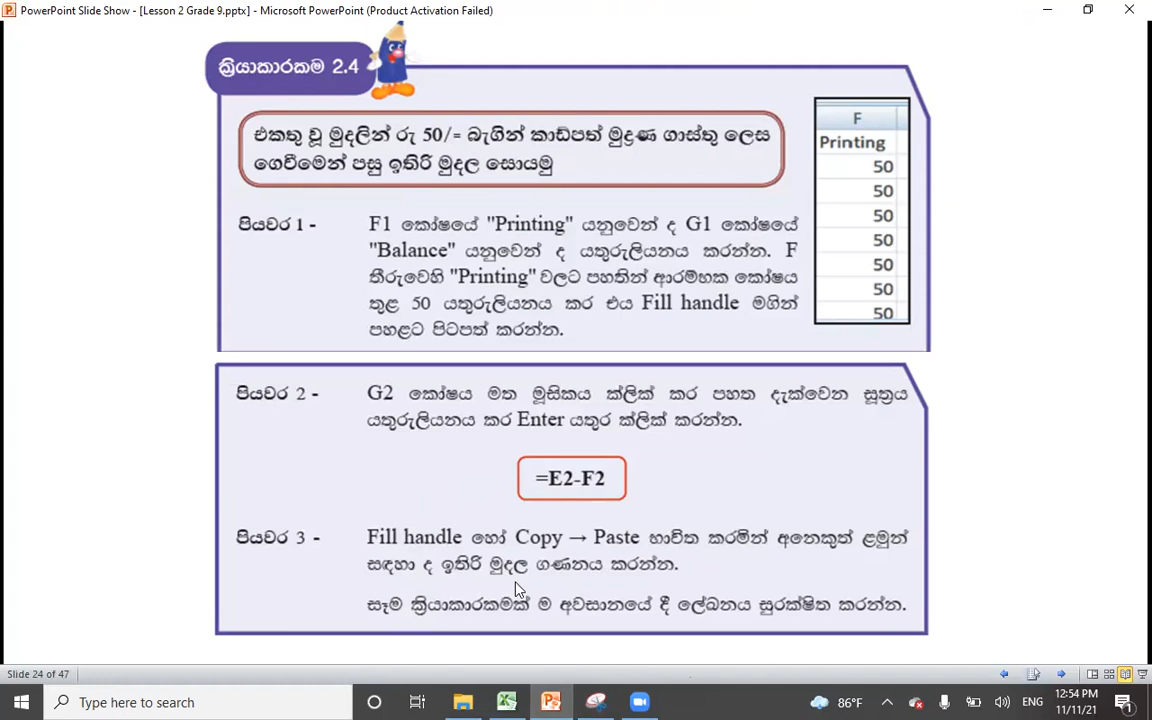 PowerPoint Slide Show - [Lesson 2 Grade 9.pptx] - Microsoft PowerPoint (Product Activation Failed)
ක්‍රියාකාරකම 2.4
එකතු වූ මුදලින් රු 50/= බැගින් කාඩ්පත් මුද්‍රණ ගාස්තු ලෙස
ගෙවීමෙන් පසු ඉතිරි මුදල සොයමු
F
Printing
50
50
50
50
50
50
50
පියවර 1 -
F1 කෝෂයේ "Printing" යනුවෙන් ද G1 කෝෂයේ
"Balance" යනුවෙන් ද යතුරුලියනය කරන්න. F
තීරුවෙහි "Printing" වලට පහතින් ආරම්භක කෝෂය
තුළ 50 යතුරුලියනය කර එය Fill handle මගින්
පහළට පිටපත් කරන්න.
පියවර 2 -
G2 කෝෂය මත මූසිකය ක්ලික් කර පහත දැක්වෙන සූත්‍රය
යතුරුලියනය කර Enter යතුර ක්ලික් කරන්න.
=E2-F2
පියවර 3 -
Fill handle හෝ Copy → Paste භාවිත කරමින් අනෙකුත් ළමුන්
සඳහා ද ඉතිරි මුදල ගණනය කරන්න.
සෑම ක්‍රියාකාරකමක් ම අවසානයේ දී ලේඛනය සුරක්ෂිත කරන්න.
Slide 24 of 47
Type here to search
86°F
ENG
12:54 PM
11/11/21
1